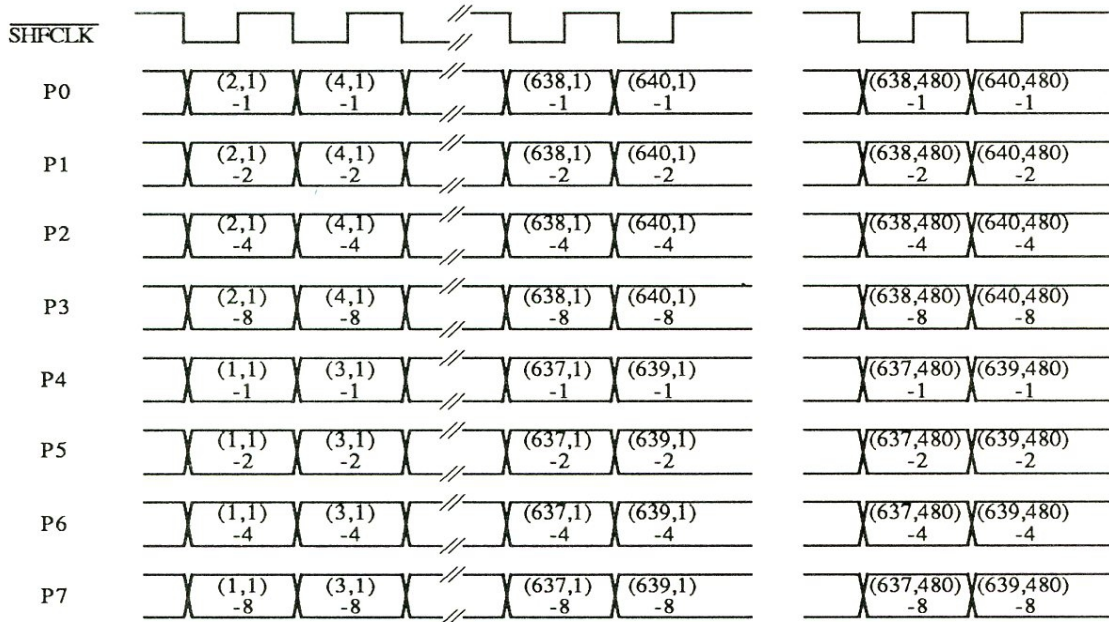 SHFCLK
P0 (2,1) (4,1) (638,1) (640,1) (638,480) (640,480)
-1 -1 -1 -1 -1 -1
P1 (2,1) (4,1) (638,1) (640,1) (638,480) (640,480)
-2 -2 -2 -2 -2 -2
P2 (2,1) (4,1) (638,1) (640,1) (638,480) (640,480)
-4 -4 -4 -4 -4 -4
P3 (2,1) (4,1) (638,1) (640,1) (638,480) (640,480)
-8 -8 -8 -8 -8 -8
P4 (1,1) (3,1) (637,1) (639,1) (637,480) (639,480)
-1 -1 -1 -1 -1 -1
P5 (1,1) (3,1) (637,1) (639,1) (637,480) (639,480)
-2 -2 -2 -2 -2 -2
P6 (1,1) (3,1) (637,1) (639,1) (637,480) (639,480)
-4 -4 -4 -4 -4 -4
P7 (1,1) (3,1) (637,1) (639,1) (637,480) (639,480)
-8 -8 -8 -8 -8 -8